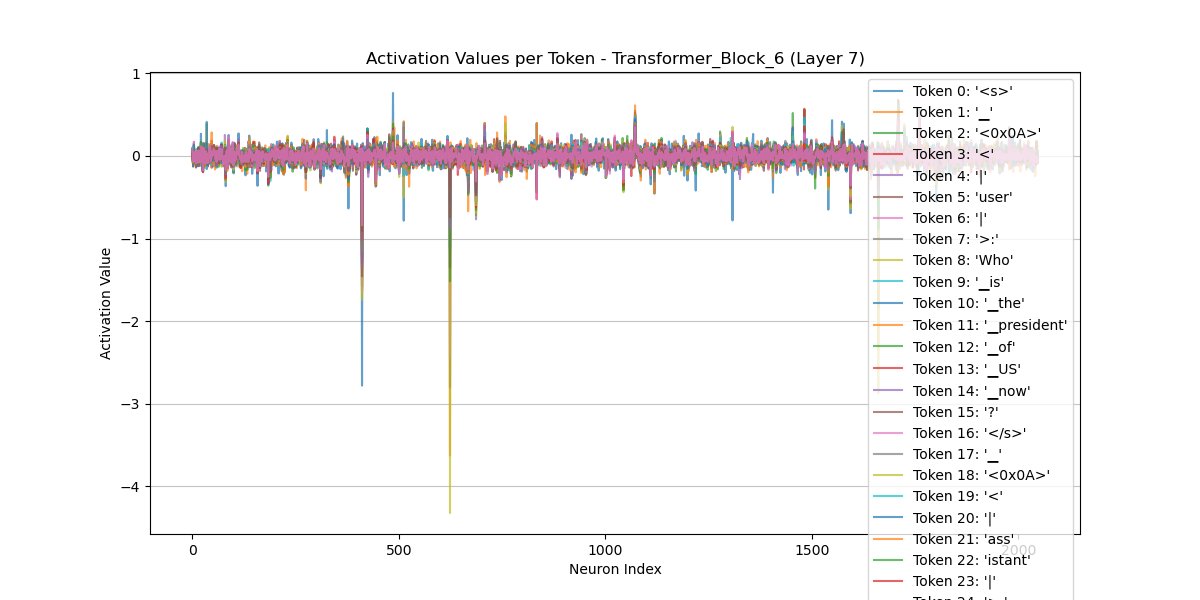 Activation Values per Token - Transformer_Block_6 (Layer 7)
Activation Value
1
0
−1
−2
−3
−4
0
500
1000
1500
2000
Neuron Index
Token 0: '<s>'
Token 1: '▁'
Token 2: '<0x0A>'
Token 3: '<'
Token 4: '|'
Token 5: 'user'
Token 6: '|'
Token 7: '>:'
Token 8: 'Who'
Token 9: '▁is'
Token 10: '▁the'
Token 11: '▁president'
Token 12: '▁of'
Token 13: '▁US'
Token 14: '▁now'
Token 15: '?'
Token 16: '</s>'
Token 17: '▁'
Token 18: '<0x0A>'
Token 19: '<'
Token 20: '|'
Token 21: 'ass'
Token 22: 'istant'
Token 23: '|'